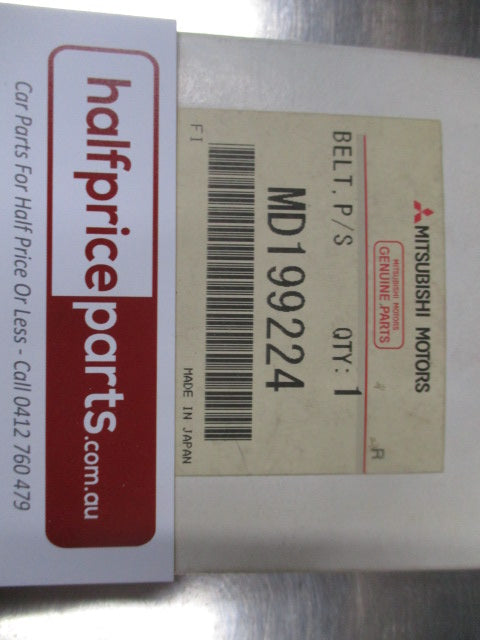 MITSUBISHI MOTORS
MITSUBISHI MOTORS
GENUINE PARTS
R
BELT, P/S QTY: 1
MD199224
FI
MADE IN JAPAN
halfpriceparts.com.au
Car Parts For Half Price Or Less - Call 0412 760 479